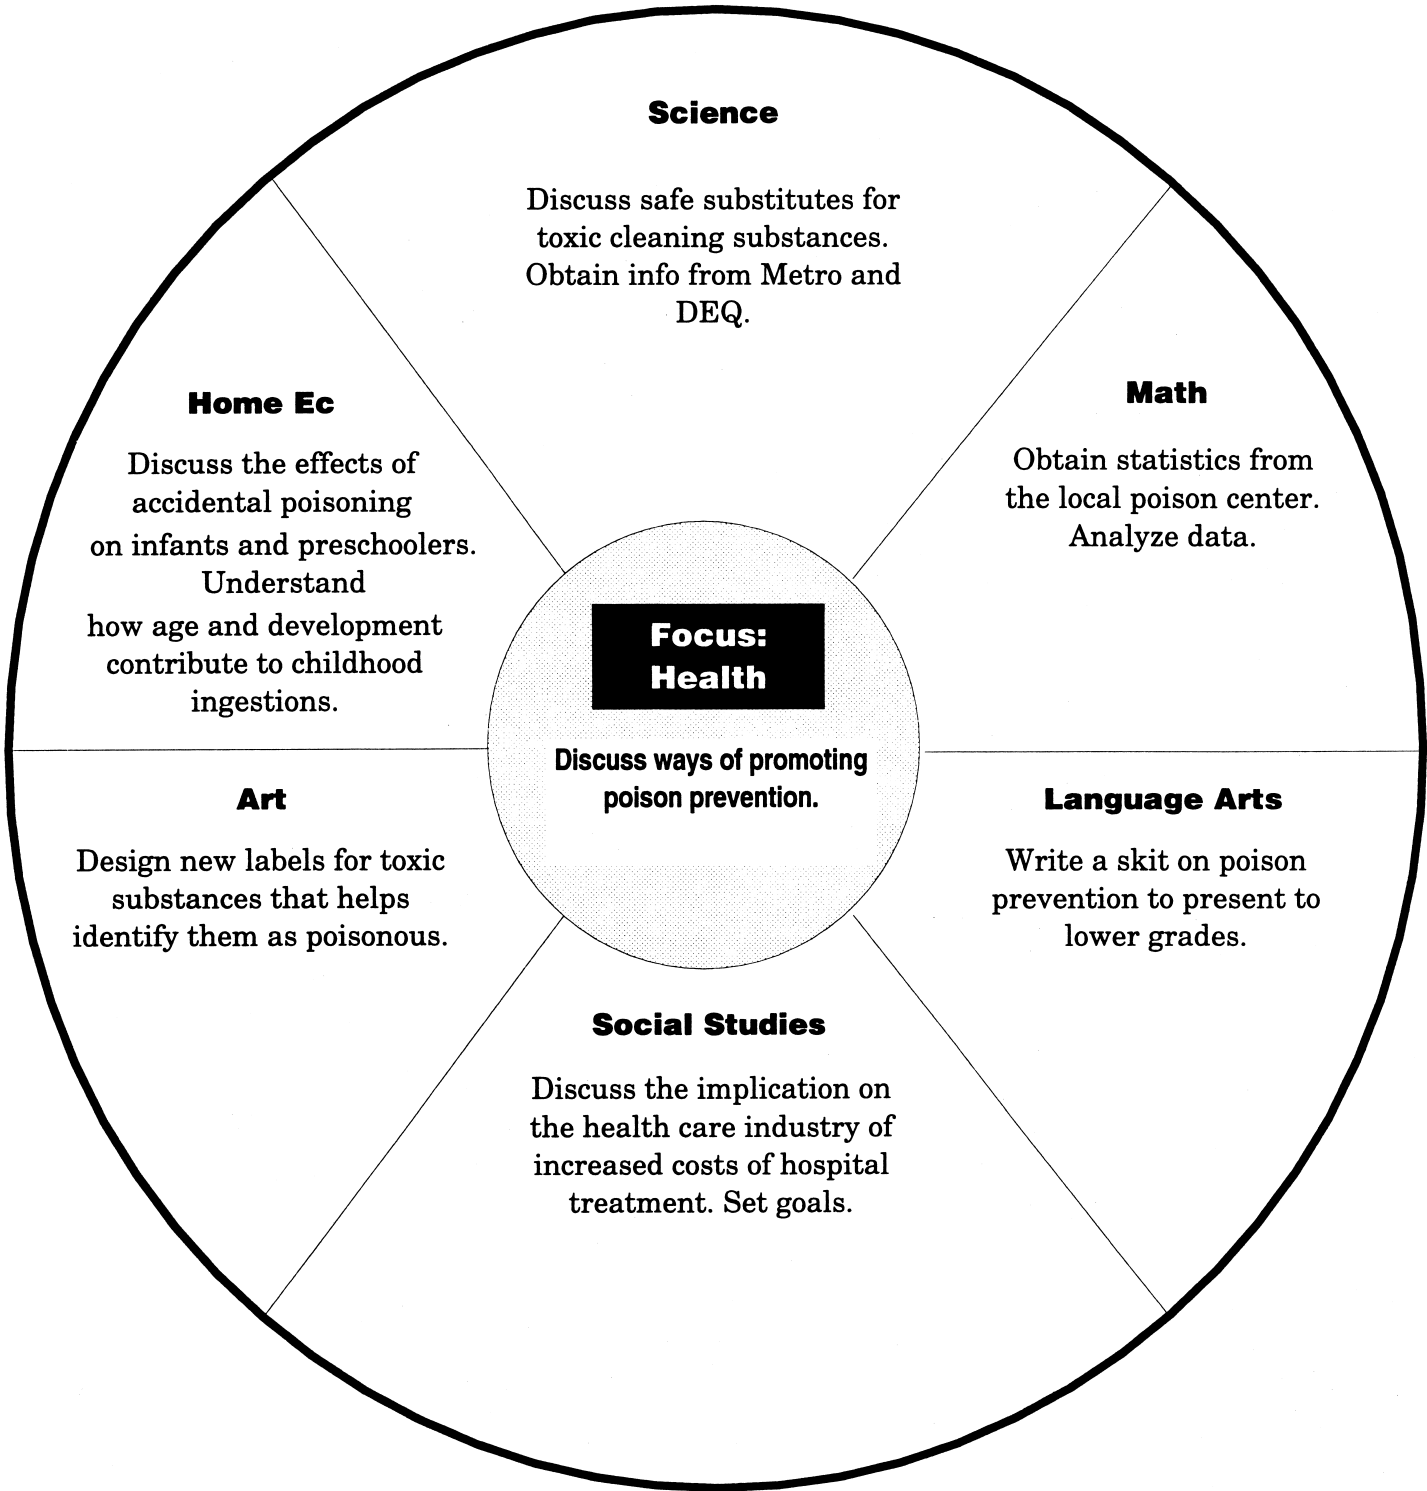 Science
Discuss safe substitutes for
toxic cleaning substances.
Obtain info from Metro and
DEQ.
Home Ec
Discuss the effects of
accidental poisoning
on infants and preschoolers.
Understand
how age and development
contribute to childhood
ingestions.
Math
Obtain statistics from
the local poison center.
Analyze data.
Focus:
Health
Discuss ways of promoting
poison prevention.
Art
Design new labels for toxic
substances that helps
identify them as poisonous.
Language Arts
Write a skit on poison
prevention to present to
lower grades.
Social Studies
Discuss the implication on
the health care industry of
increased costs of hospital
treatment. Set goals.